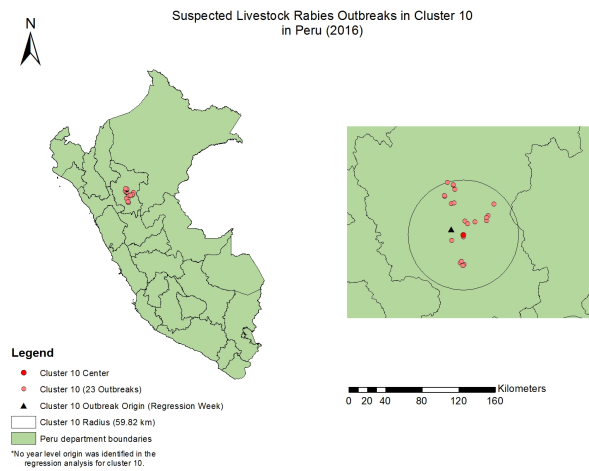 Suspected Livestock Rabies Outbreaks in Cluster 10
in Peru (2016)
N
Legend
Cluster 10 Center
Cluster 10 (23 Outbreaks)
Cluster 10 Outbreak Origin (Regression Week)
Cluster 10 Radius (59.82 km)
Peru department boundaries
*No year level origin was identified in the
regression analysis for cluster 10.
Kilometers
0 20 40 80 120 160